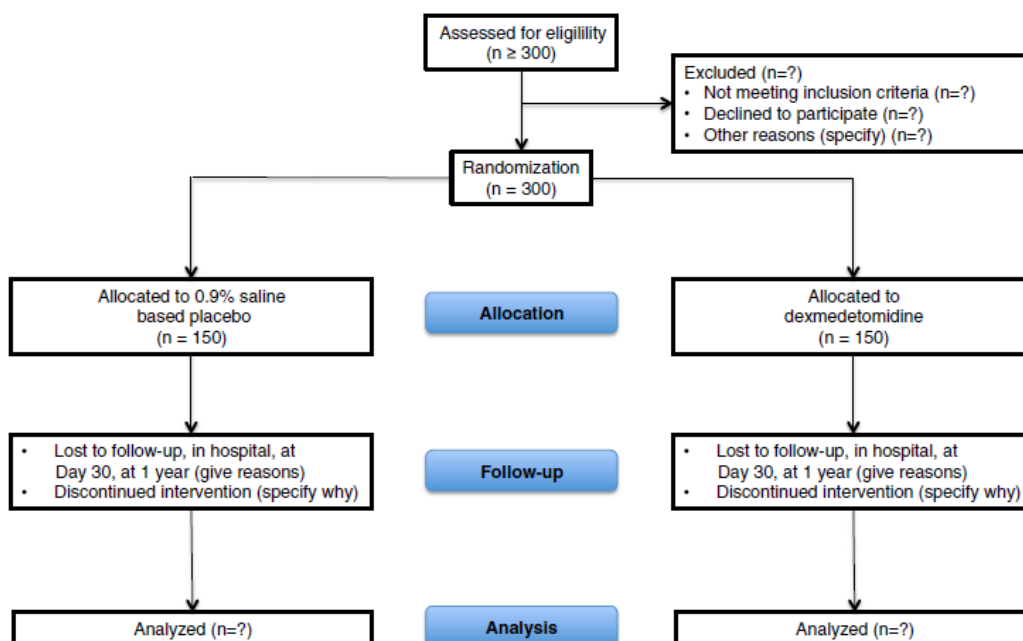 Assessed for eligilility
(n ≥ 300)
Excluded (n=?)
• Not meeting inclusion criteria (n=?)
• Declined to participate (n=?)
• Other reasons (specify) (n=?)
Randomization
(n = 300)
Allocated to 0.9% saline
based placebo
(n = 150)
Allocation
Allocated to
dexmedetomidine
(n = 150)
• Lost to follow-up, in hospital, at
Day 30, at 1 year (give reasons)
• Discontinued intervention (specify why)
Follow-up
• Lost to follow-up, in hospital, at
Day 30, at 1 year (give reasons)
• Discontinued intervention (specify why)
Analyzed (n=?)
Analysis
Analyzed (n=?)